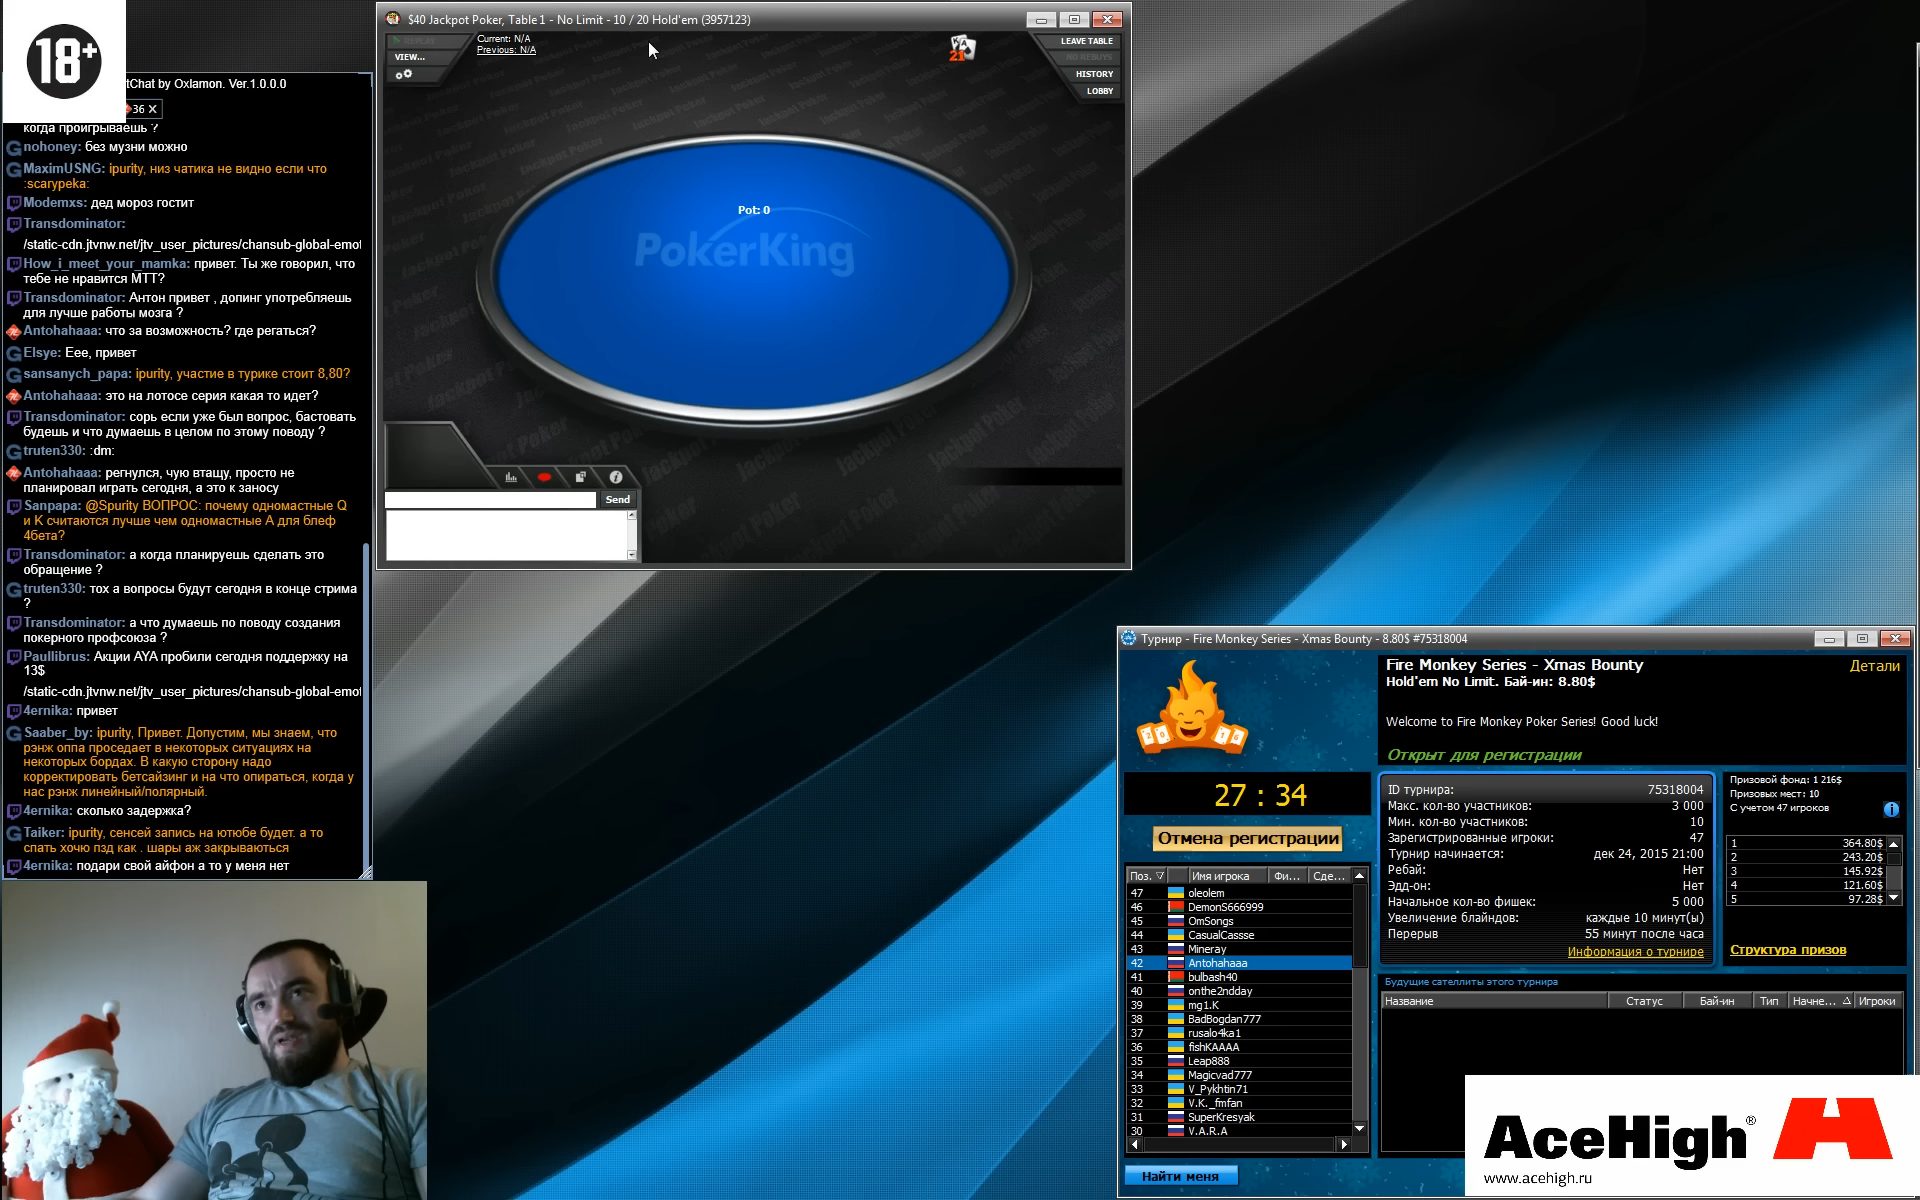 18+
tChat by Oxlamon. Ver.1.0.0.0
36 X
когда проигрываешь ?
nohoney: без музни можно
MaximUSNG: ipurity, низ чатика не видно если что
:scarypeka:
Modemxs: дед мороз гостит
Transdominator:
/static-cdn.jtvnw.net/jtv_user_pictures/chansub-global-emot
How_i_meet_your_mamka: привет. Ты же говорил, что
тебе не нравится МТТ?
Transdominator: Антон привет , допинг употребляешь
для лучше работы мозга ?
Antohahaaa: что за возможность? где регаться?
Elsye: Еее, привет
sansanych_papa: ipurity, участие в турике стоит 8,80?
Antohahaaa: это на лотосе серия какая то идет?
Transdominator: сорь если уже был вопрос, бастовать
будешь и что думаешь в целом по этому поводу ?
truten330: :dm:
Antohahaaa: регнулся, чую втащу, просто не
планировал играть сегодня, а это к заносу
Sanpapa: @Spurity ВОПРОС: почему одномастные Q
и K считаются лучше чем одномастные А для блеф
4бета?
Transdominator: а когда планируешь сделать это
обращение ?
truten330: тох а вопросы будут сегодня в конце стрима
?
Transdominator: а что думаешь по поводу создания
покерного профсоюза ?
Paullibrus: Акции AYA пробили сегодня поддержку на
13$
/static-cdn.jtvnw.net/jtv_user_pictures/chansub-global-emot
4ernika: привет
Saaber_by: ipurity, Привет. Допустим, мы знаем, что
рэнж оппа проседает в некоторых ситуациях на
некоторых бордах. В какую сторону надо
корректировать бетсайзинг и на что опираться, когда у
нас рэнж линейный/полярный.
4ernika: сколько задержка?
Taiker: ipurity, сенсей запись на ютюбе будет. а то
спать хочю пзд как . шары аж закрываються
4ernika: подари свой айфон а то у меня нет
$40 Jackpot Poker, Table 1 - No Limit - 10 / 20 Hold'em (3957123)
REPLAY
VIEW...
Current: N/A
Previous: N/A
21
LEAVE TABLE
NO REBUYS
HISTORY
LOBBY
Pot: 0
PokerKing
Send
Турнир - Fire Monkey Series - Xmas Bounty - 8.80$ #75318004
Fire Monkey Series - Xmas Bounty
Детали
Hold'em No Limit. Бай-ин: 8.80$
Welcome to Fire Monkey Poker Series! Good luck!
Открыт для регистрации
2 0 1 6
27 : 34
Отмена регистрации
ID турнира: 75318004
Макс. кол-во участников: 3 000
Мин. кол-во участников: 10
Зарегистрированные игроки: 47
Турнир начинается: дек 24, 2015 21:00
Ребай: Нет
Эдд-он: Нет
Начальное кол-во фишек: 5 000
Увеличение блайндов: каждые 10 минут(ы)
Перерыв 55 минут после часа
Информация о турнире
Призовой фонд: 1 216$
Призовых мест: 10
С учетом 47 игроков
1 364.80$
2 243.20$
3 145.92$
4 121.60$
5 97.28$
Структура призов
Поз. Имя игрока Фи... Сде...
47 oleolem
46 DemonS666999
45 OmSongs
44 CasualCassse
43 Mineray
42 Antohahaaa
41 bulbash40
40 onthe2ndday
39 mg1.K
38 BadBogdan777
37 rusalo4ka1
36 fishKAAAA
35 Leap888
34 Magicvad777
33 V_Pykhtin71
32 V.K._fmfan
31 SuperKresyak
30 V.A.R.A
Найти меня
Будущие сателлиты этого турнира
Название Статус Бай-ин Тип Начне... Игроки
AceHigh®
www.acehigh.ru